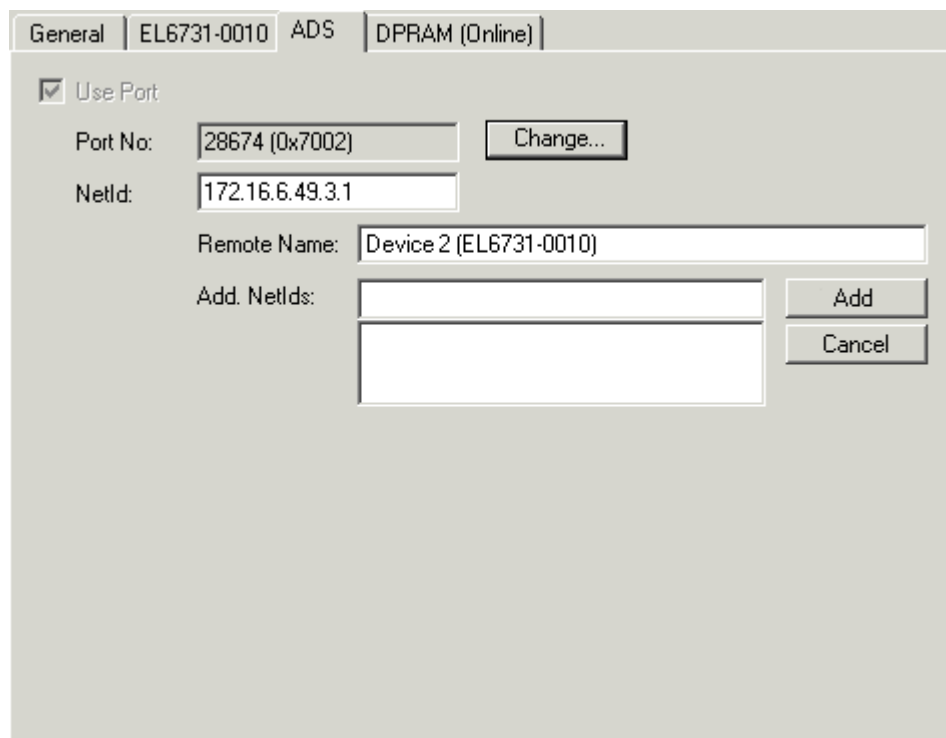 General EL6731-0010 ADS DPRAM (Online)
Use Port
Port No: 28674 (0x7002) Change...
NetId: 172.16.6.49.3.1
Remote Name: Device 2 (EL6731-0010)
Add. NetIds: Add
Cancel